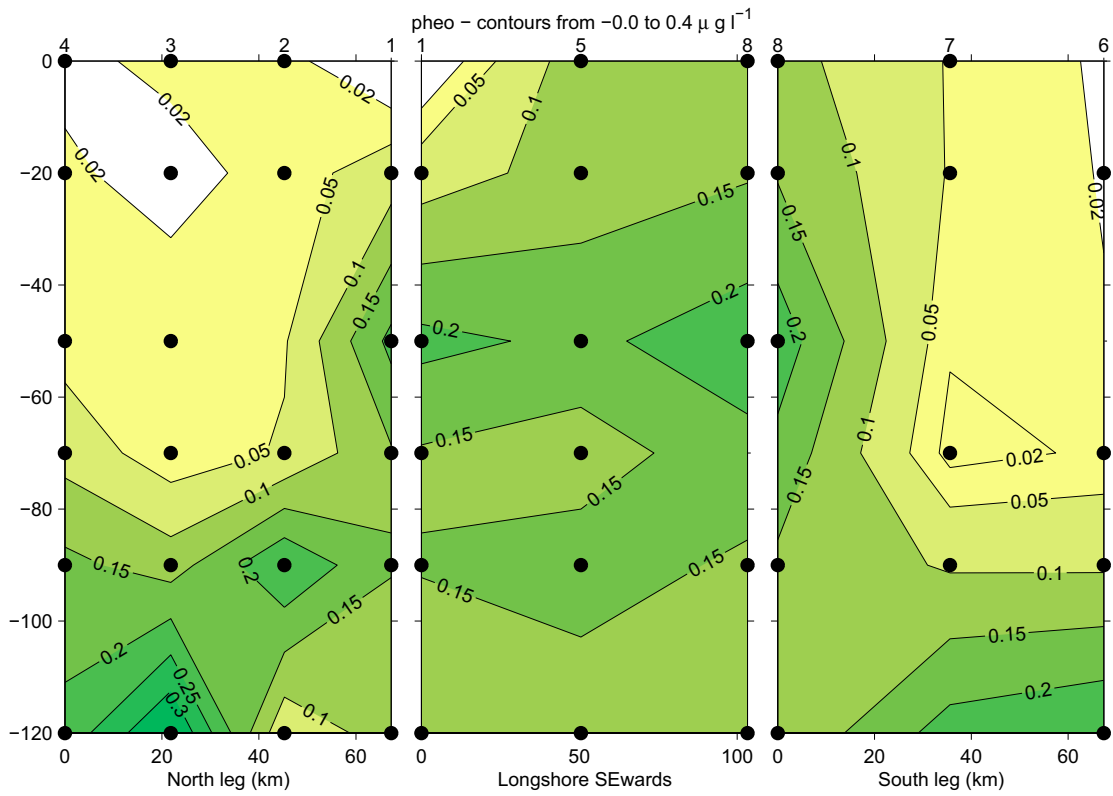 pheo − contours from −0.0 to 0.4 μ g l−1
4 3 2 1 1 5 8 8 7 6
0
0.02 0.05
0.02 0.1
0.02 0.1
−20
0.05 0.15 0.02
0.15
−40
0.1 0.2
0.15 0.2 0.05 0.2
−60
0.1
0.15
0.05 0.02
0.1 0.15 0.15 0.05
−80
0.15 0.2 0.15 0.1
0.15 0.15
−100
0.2 0.15
0.25 0.2
0.3 0.1
−120
0 20 40 60 0 50 100 20 40 60
North leg (km) Longshore SEwards South leg (km)